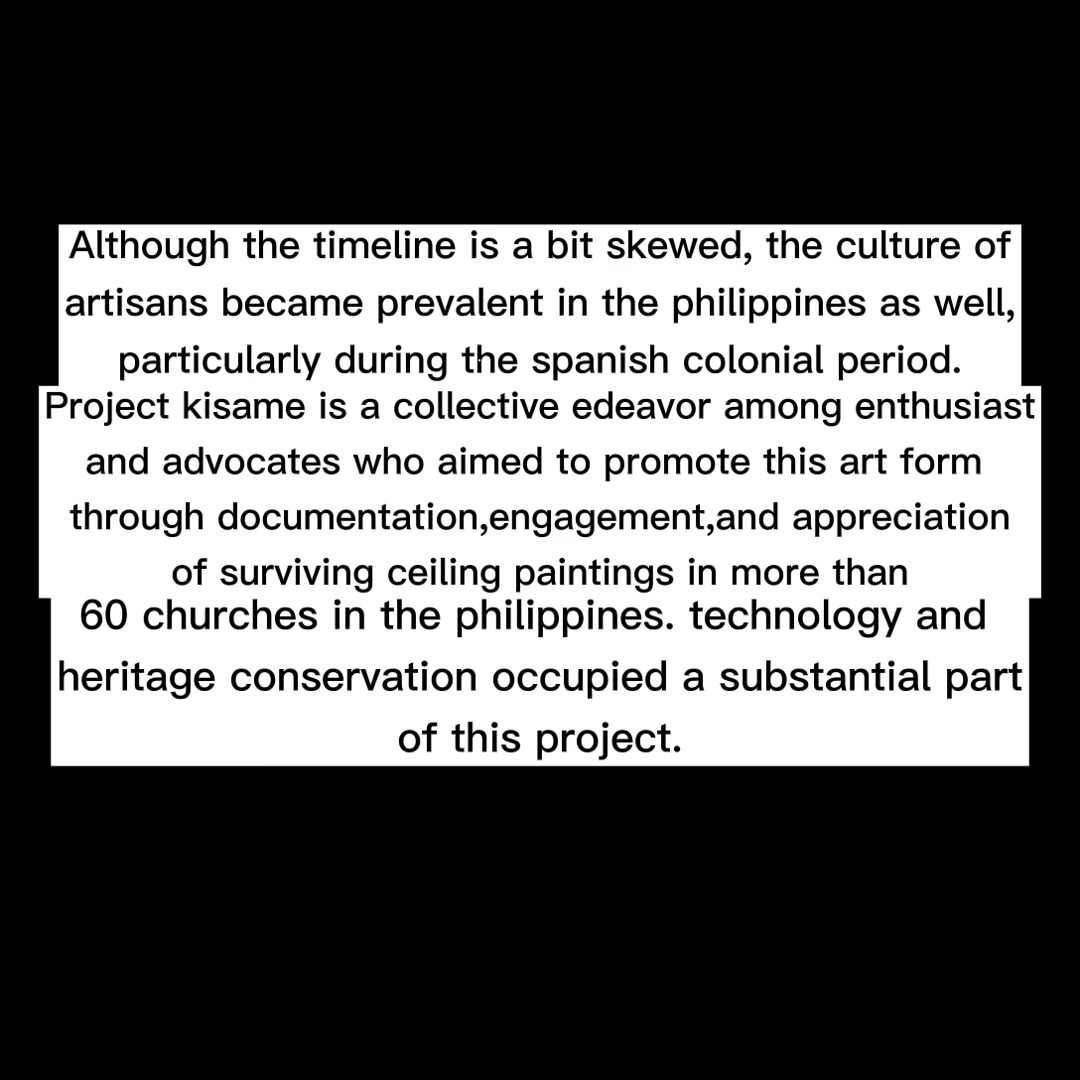 Although the timeline is a bit skewed, the culture of
artisans became prevalent in the philippines as well,
particularly during the spanish colonial period.
Project kisame is a collective edeavor among enthusiast
and advocates who aimed to promote this art form
through documentation,engagement,and appreciation
of surviving ceiling paintings in more than
60 churches in the philippines. technology and
heritage conservation occupied a substantial part
of this project.